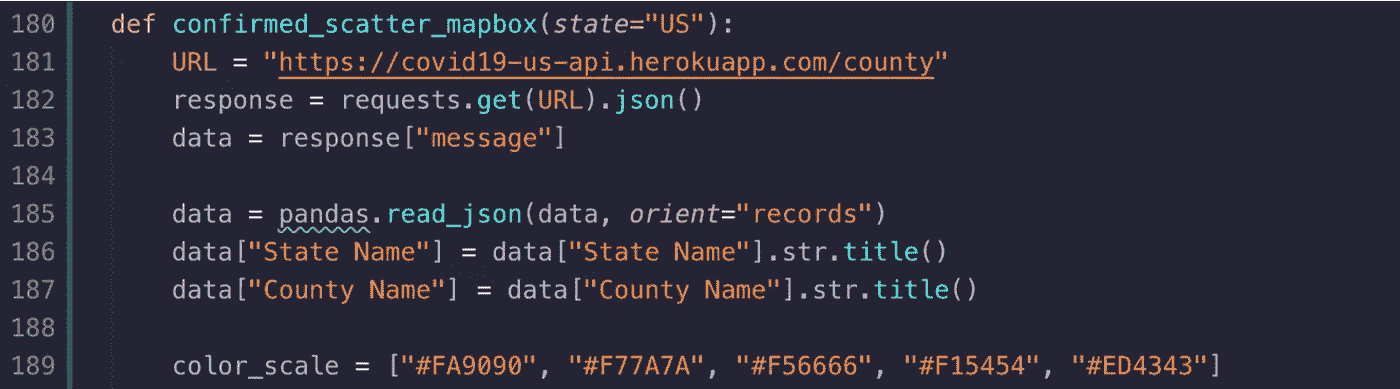 180 def confirmed_scatter_mapbox(state="US"):
181 URL = "https://covid19-us-api.herokuapp.com/county"
182 response = requests.get(URL).json()
183 data = response["message"]
184
185 data = pandas.read_json(data, orient="records")
186 data["State Name"] = data["State Name"].str.title()
187 data["County Name"] = data["County Name"].str.title()
188
189 color_scale = ["#FA9090", "#F77A7A", "#F56666", "#F15454", "#ED4343"]